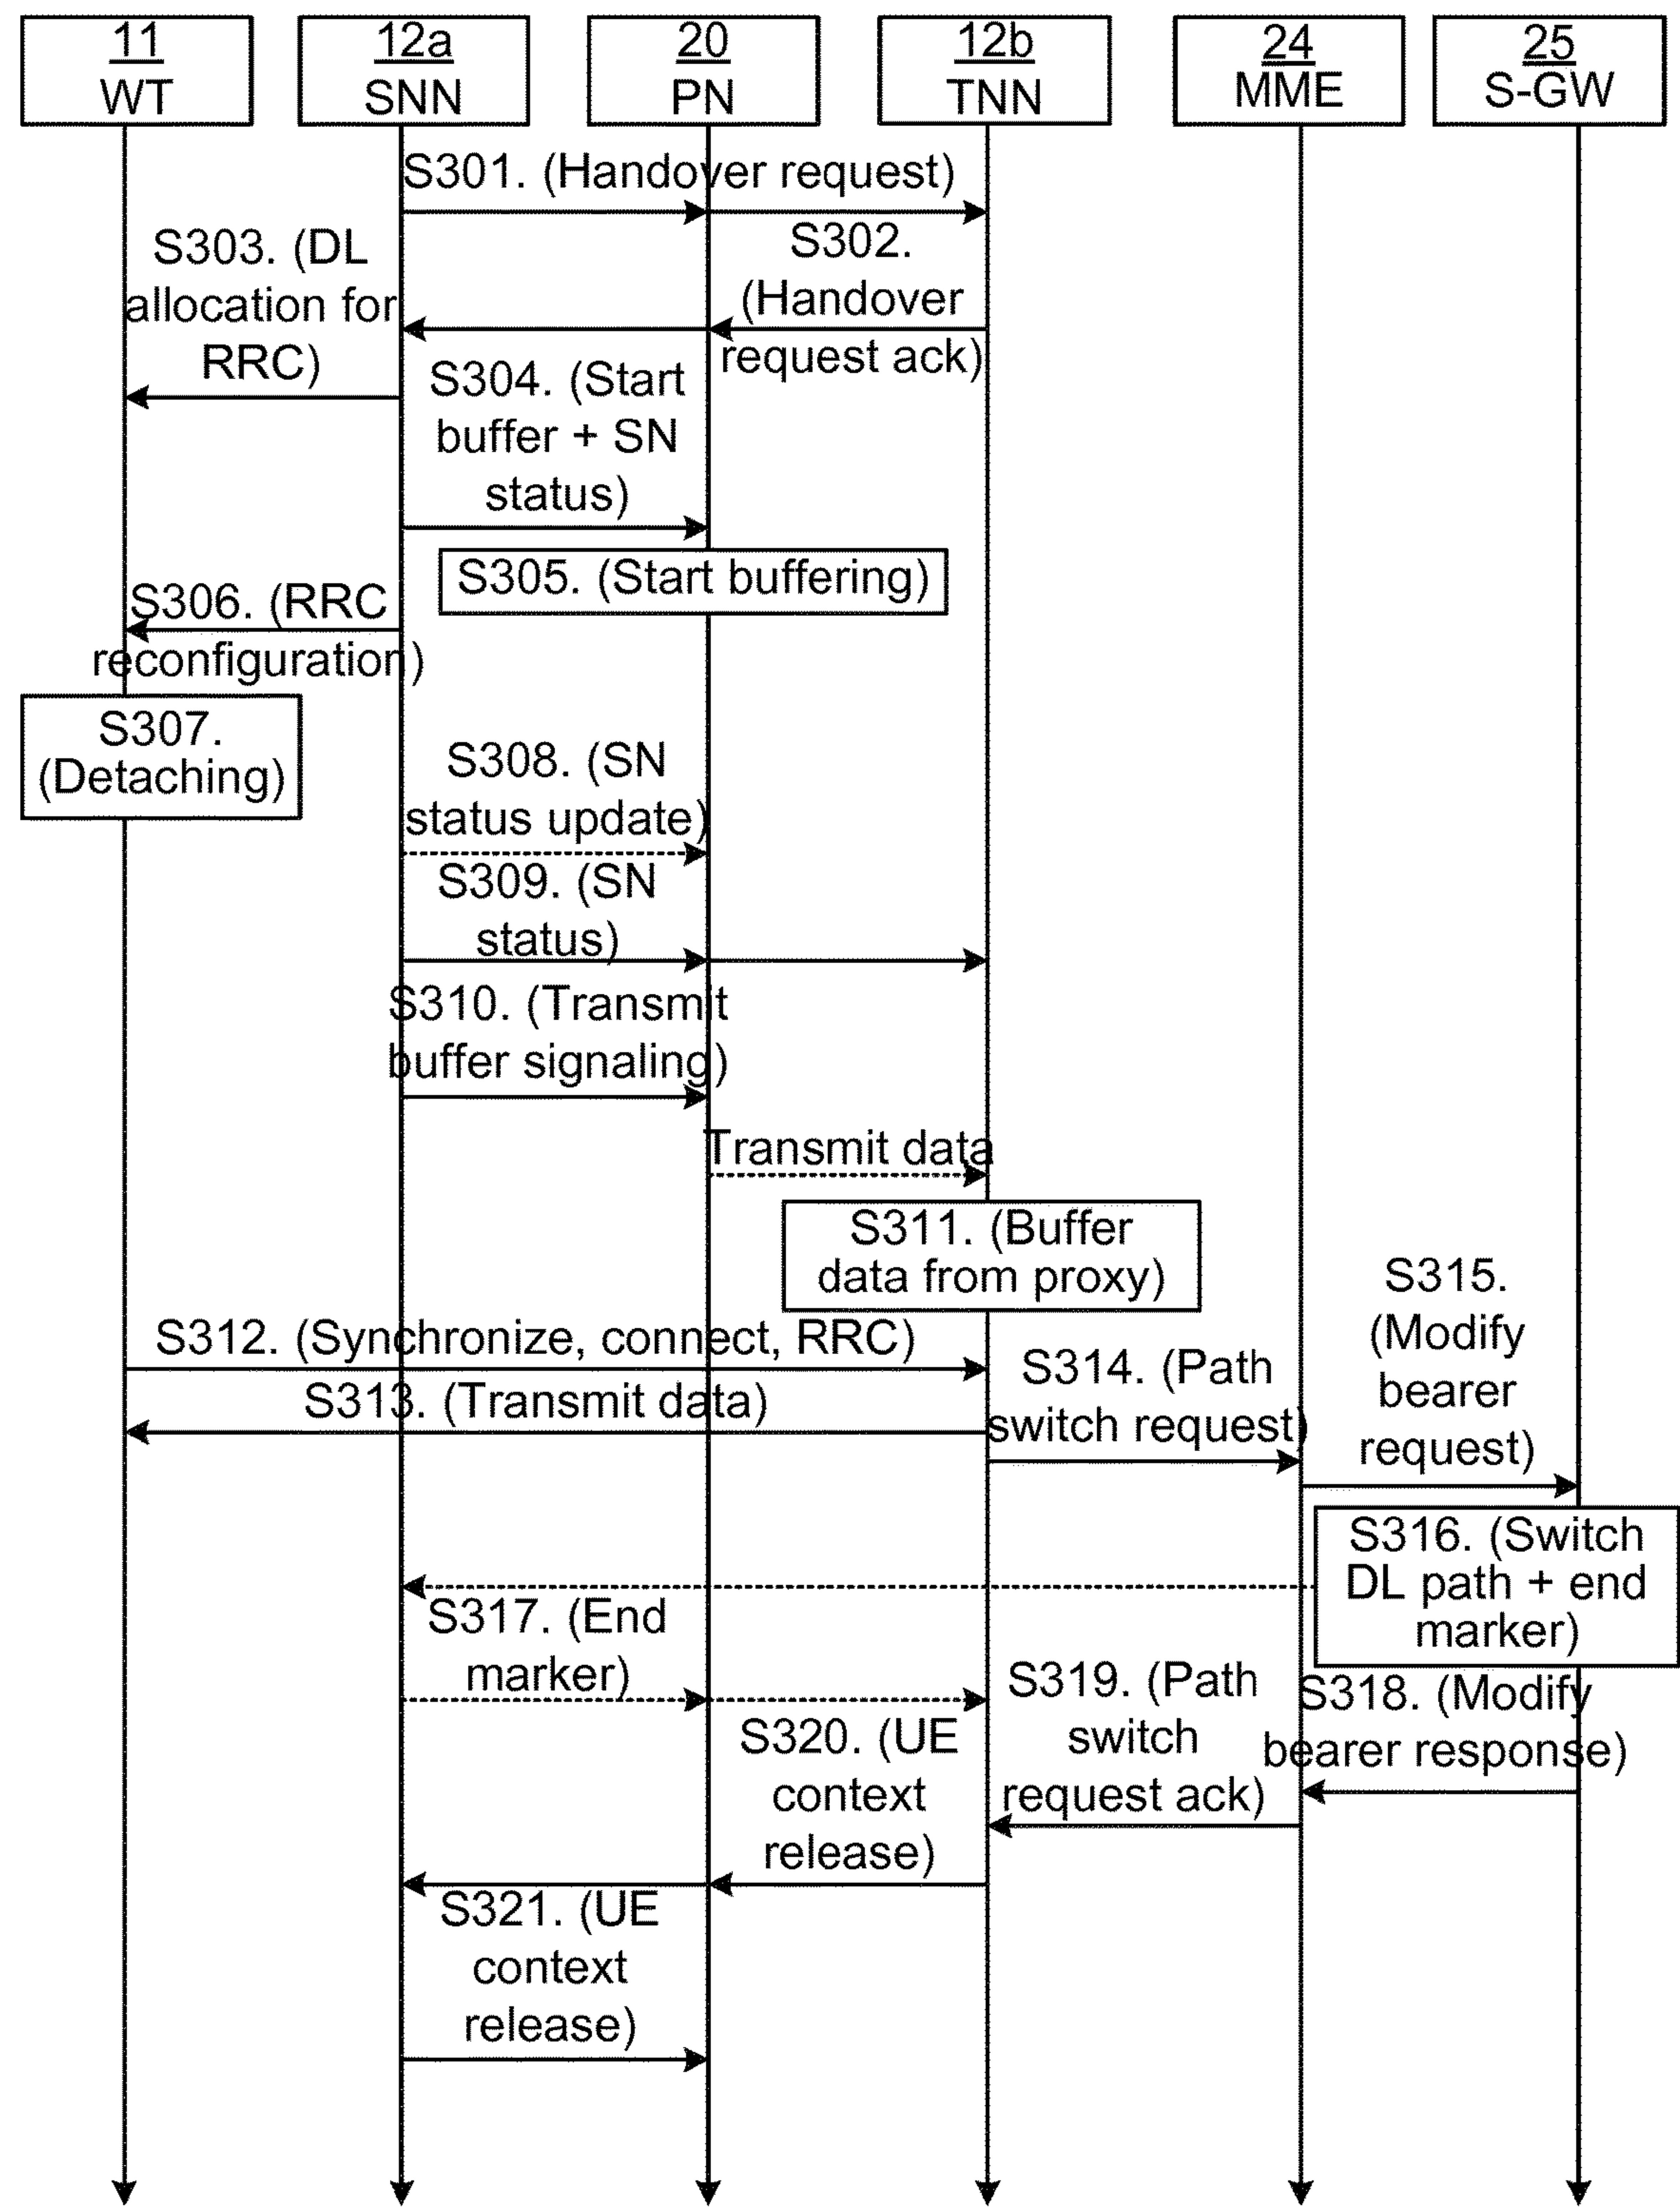 11
WT
12a
SNN
20
PN
12b
TNN
24
MME
25
S-GW
S301. (Handover request)
S302.
(Handover
request ack)
S303. (DL
allocation for
RRC)
S304. (Start
buffer + SN
status)
S305. (Start buffering)
S306. (RRC
reconfiguration)
S307.
(Detaching)
S308. (SN
status update)
S309. (SN
status)
S310. (Transmit
buffer signaling)
Transmit data
S311. (Buffer
data from proxy)
S312. (Synchronize, connect, RRC)
S313. (Transmit data)
S314. (Path
switch request)
S315.
(Modify
bearer
request)
S316. (Switch
DL path + end
marker)
S317. (End
marker)
S318. (Modify
bearer response)
S319. (Path
switch
request ack)
S320. (UE
context
release)
S321. (UE
context
release)